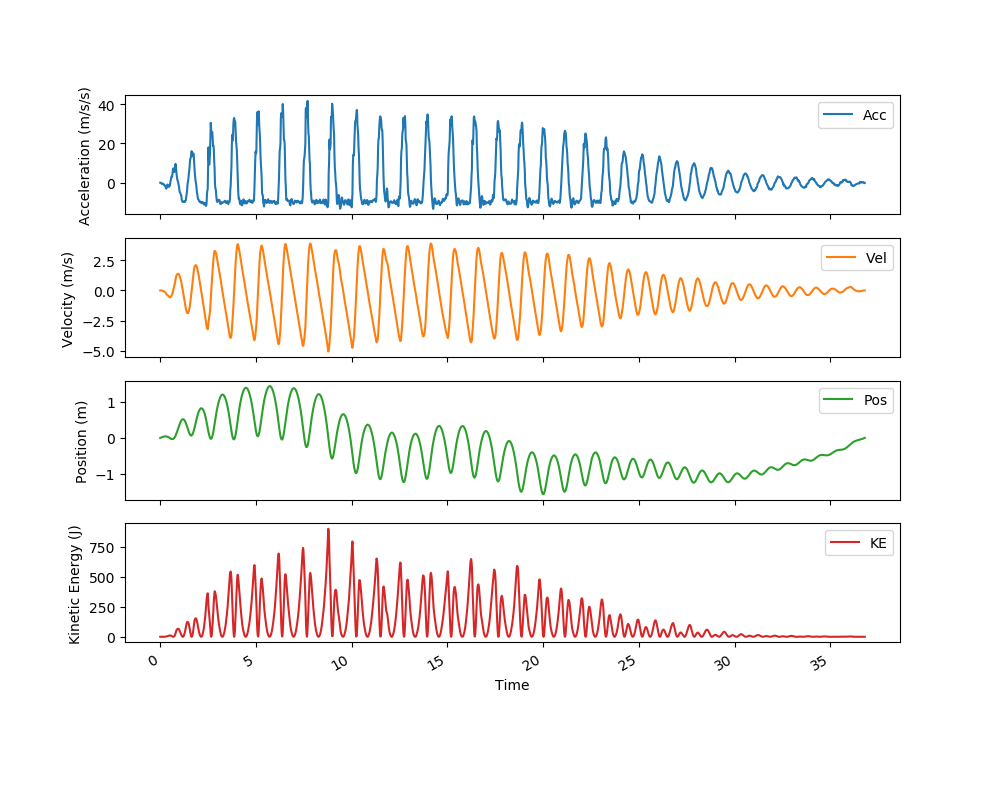 Acceleration (m/s/s)
40
20
0
Acc
Velocity (m/s)
2.5
0.0
−2.5
−5.0
Vel
Position (m)
1
0
−1
Pos
Kinetic Energy (J)
750
500
250
0
KE
0 5 10 15 20 25 30 35
Time